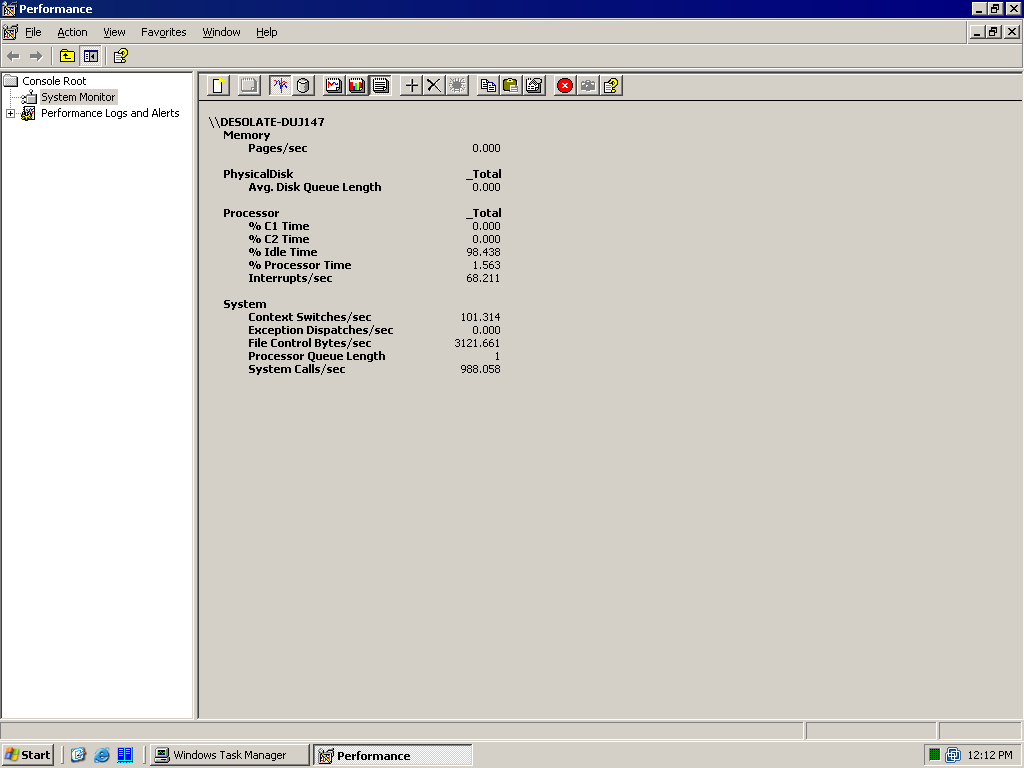 Performance
File Action View Favorites Window Help
Console Root
System Monitor
Performance Logs and Alerts
\\DESOLATE-DUJ147
Memory
Pages/sec 0.000
PhysicalDisk _Total
Avg. Disk Queue Length 0.000
Processor _Total
% C1 Time 0.000
% C2 Time 0.000
% Idle Time 98.438
% Processor Time 1.563
Interrupts/sec 68.211
System
Context Switches/sec 101.314
Exception Dispatches/sec 0.000
File Control Bytes/sec 3121.661
Processor Queue Length 1
System Calls/sec 988.058
Start Windows Task Manager Performance 12:12 PM